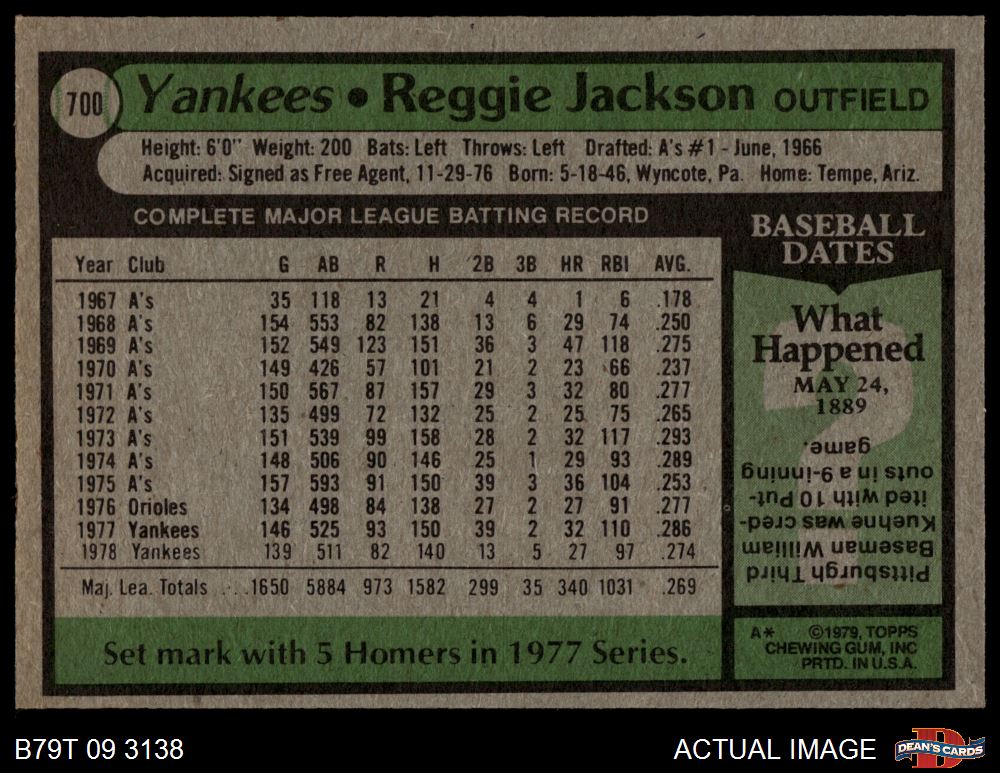 700
Yankees • Reggie Jackson OUTFIELD
Height: 6'0" Weight: 200 Bats: Left Throws: Left Drafted: A's #1 - June, 1966
Acquired: Signed as Free Agent, 11-29-76 Born: 5-18-46, Wyncote, Pa. Home: Tempe, Ariz.
COMPLETE MAJOR LEAGUE BATTING RECORD
Year Club G AB R H 2B 3B HR RBI AVG.
1967 A's 35 118 13 21 4 4 1 6 .178
1968 A's 154 553 82 138 13 6 29 74 .250
1969 A's 152 549 123 151 36 3 47 118 .275
1970 A's 149 426 57 101 21 2 23 66 .237
1971 A's 150 567 87 157 29 3 32 80 .277
1972 A's 135 499 72 132 25 2 25 75 .265
1973 A's 151 539 99 158 28 2 32 117 .293
1974 A's 148 506 90 146 25 1 29 93 .289
1975 A's 157 593 91 150 39 3 36 104 .253
1976 Orioles 134 498 84 138 27 2 27 91 .277
1977 Yankees 146 525 93 150 39 2 32 110 .286
1978 Yankees 139 511 82 140 13 5 27 97 .274
Maj. Lea. Totals . . .1650 5884 973 1582 299 35 340 1031 .269
Set mark with 5 Homers in 1977 Series.
BASEBALL
DATES
What
Happened
MAY 24,
1889
?
Pittsburgh Third
Baseman William
Kuehne was cred-
ited with 10 Put-
outs in a 9-inning
game.
A* ©1979, TOPPS
CHEWING GUM, INC
PRTD. IN U.S.A.
B79T 09 3138
ACTUAL IMAGE
D
DEAN'S CARDS